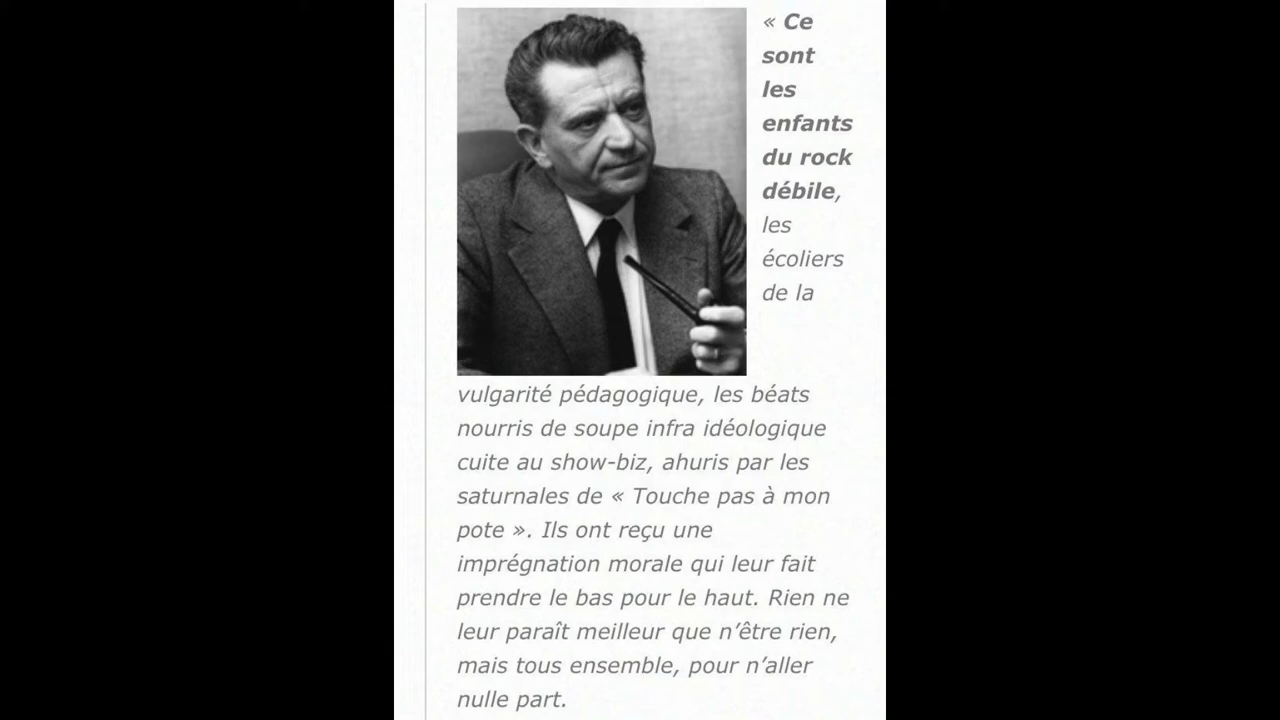 « Ce
sont
les
enfants
du rock
débile,
les
écoliers
de la
vulgarité pédagogique, les béats
nourris de soupe infra idéologique
cuite au show-biz, ahuris par les
saturnales de « Touche pas à mon
pote ». Ils ont reçu une
imprégnation morale qui leur fait
prendre le bas pour le haut. Rien ne
leur paraît meilleur que n’être rien,
mais tous ensemble, pour n’aller
nulle part.